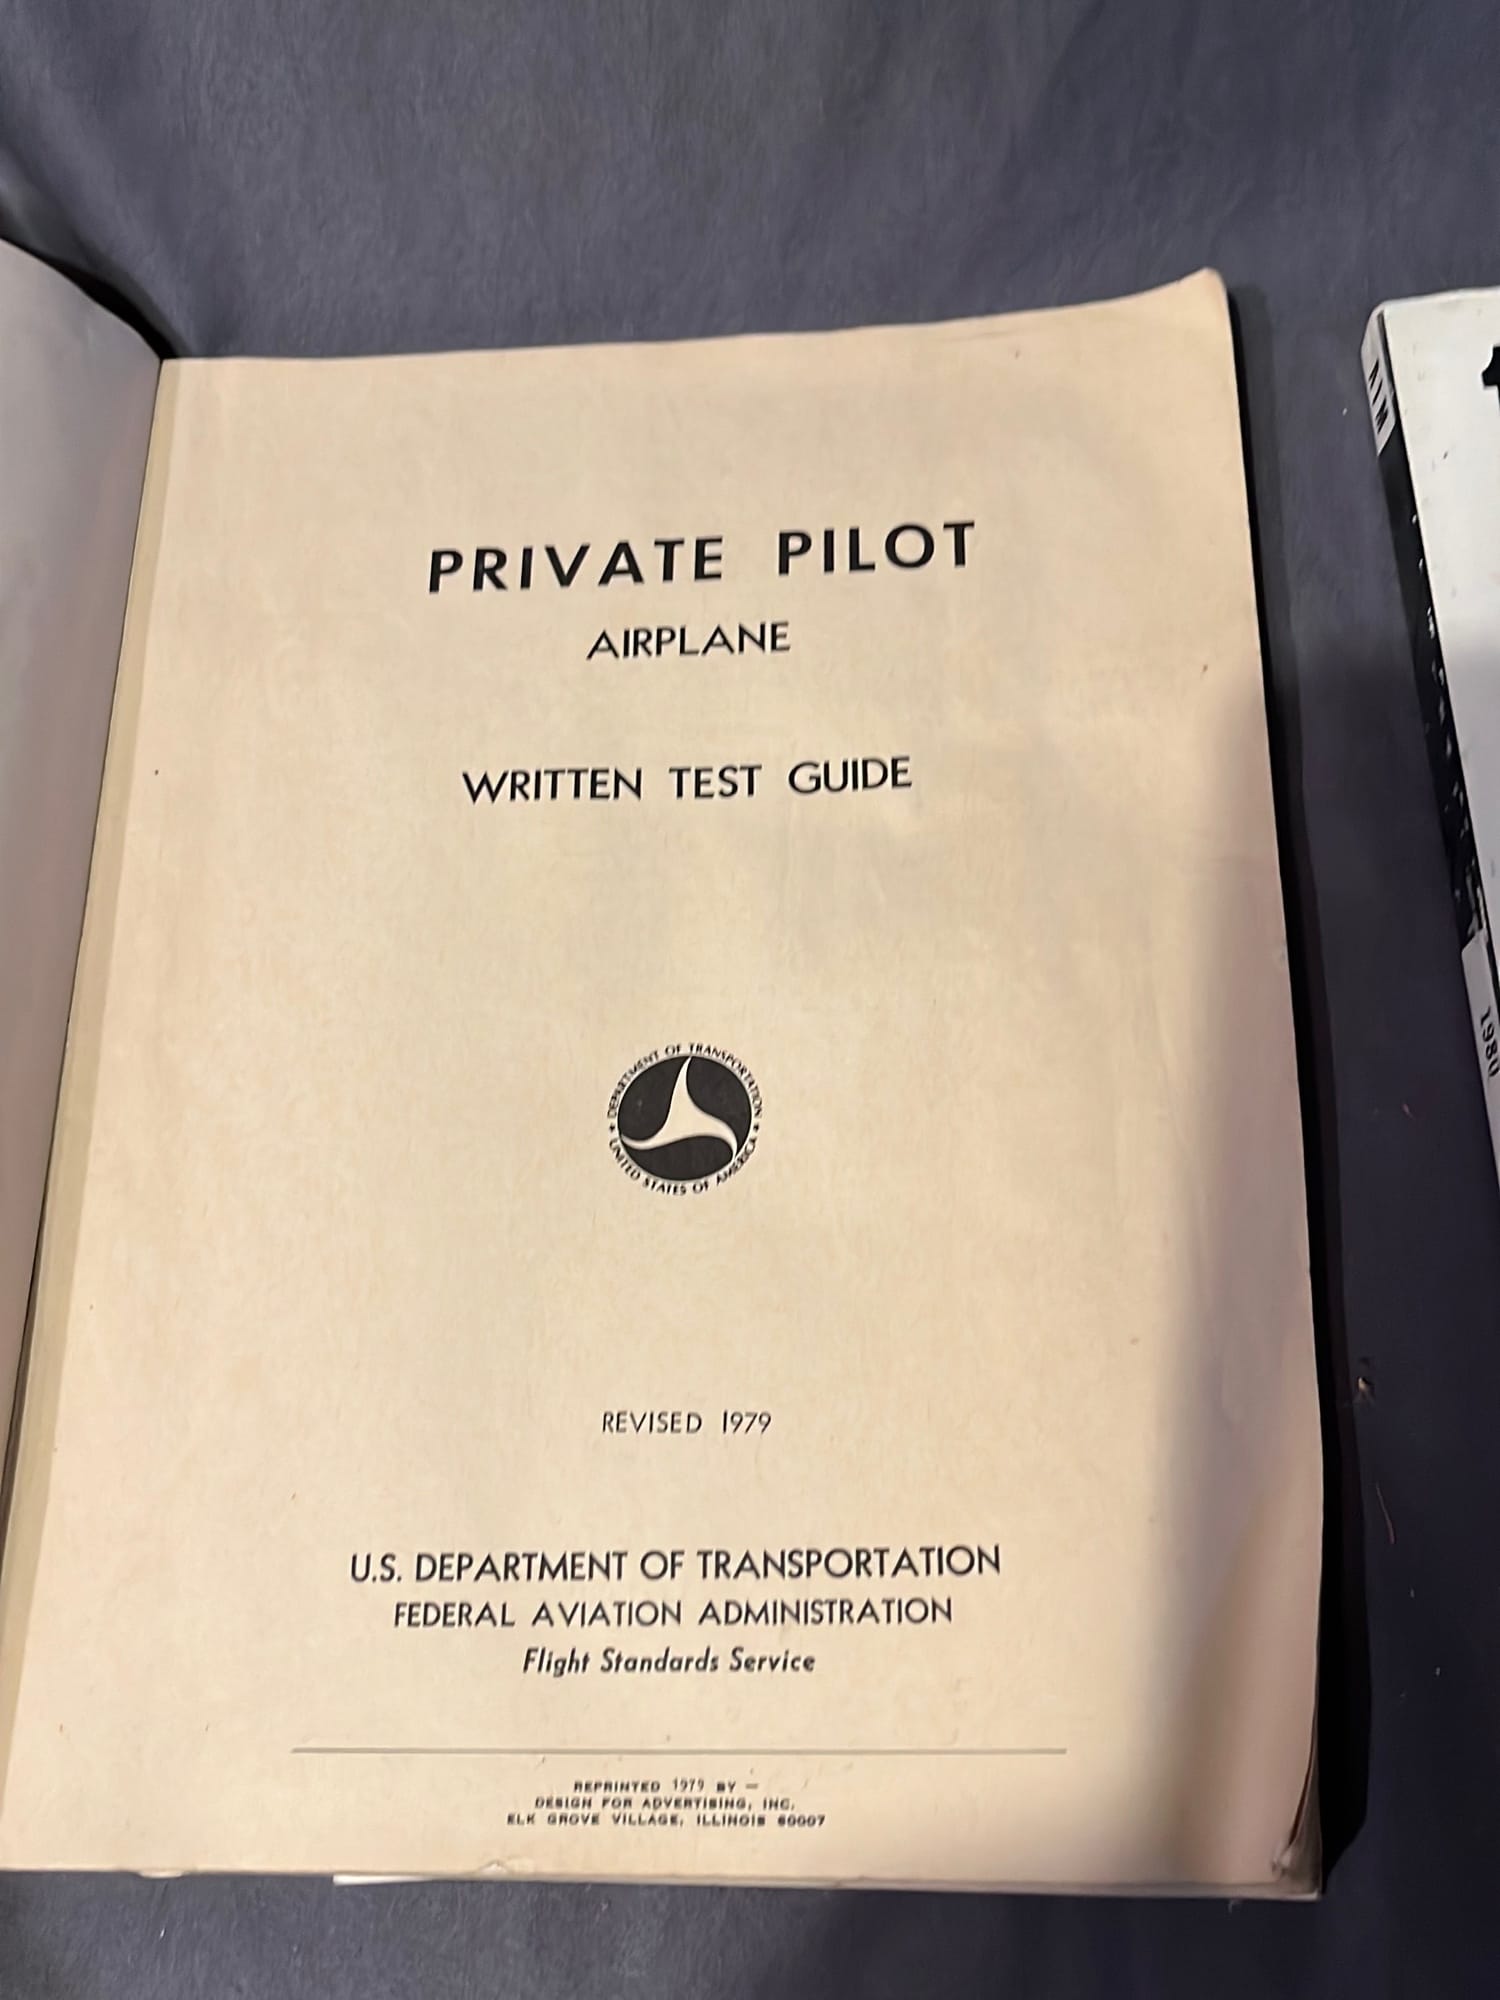 PRIVATE PILOT
AIRPLANE
WRITTEN TEST GUIDE
DEPARTMENT OF TRANSPORTATION
UNITED STATES OF AMERICA
REVISED 1979
U.S. DEPARTMENT OF TRANSPORTATION
FEDERAL AVIATION ADMINISTRATION
Flight Standards Service
REPRINTED 1979 BY —
DESIGN FOR ADVERTISING, INC.
ELK GROVE VILLAGE, ILLINOIS 60007
AIM
1980